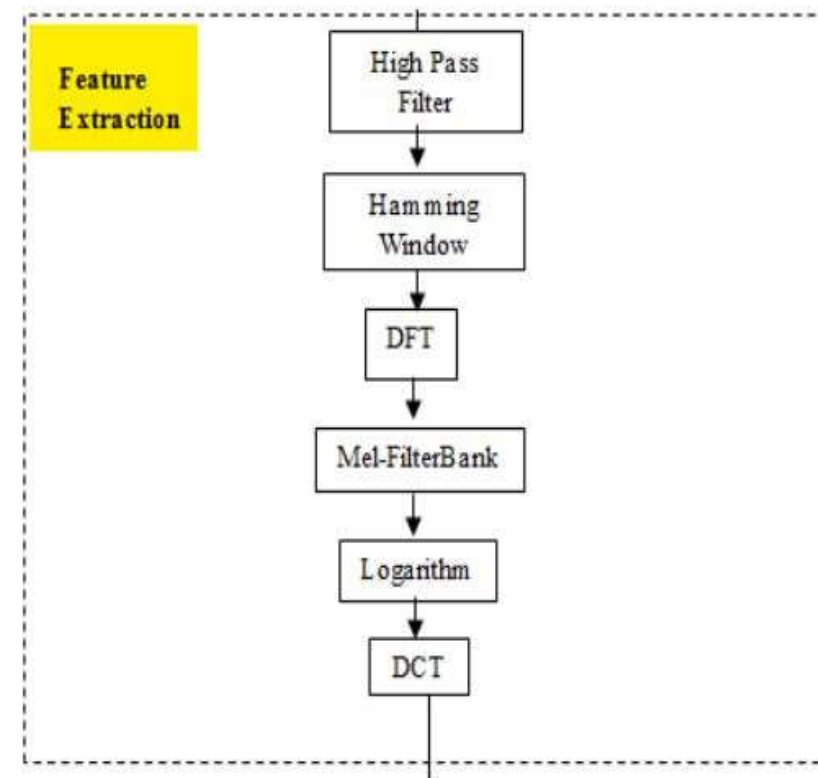 Feature
Extraction
High Pass
Filter
Hamming
Window
DFT
Mel-FilterBank
Logarithm
DCT